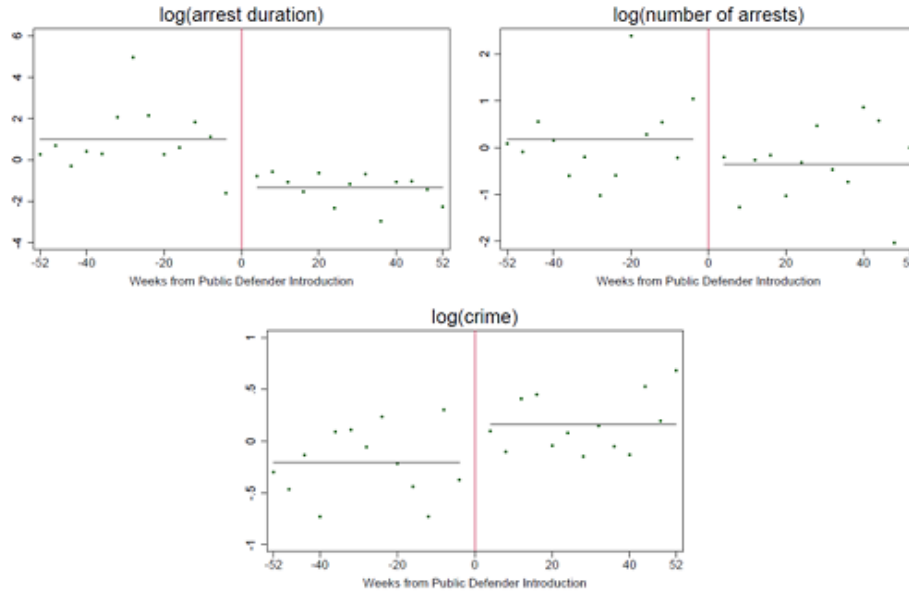 log(arrest duration)
6
4
2
0
-2
-4
-52 -40 -20 0 20 40 52
Weeks from Public Defender Introduction
log(number of arrests)
2
1
0
-1
-2
-52 -40 -20 0 20 40 5
Weeks from Public Defender Introduction
log(crime)
1
.5
0
-.5
-1
-52 -40 -20 0 20 40 52
Weeks from Public Defender Introduction